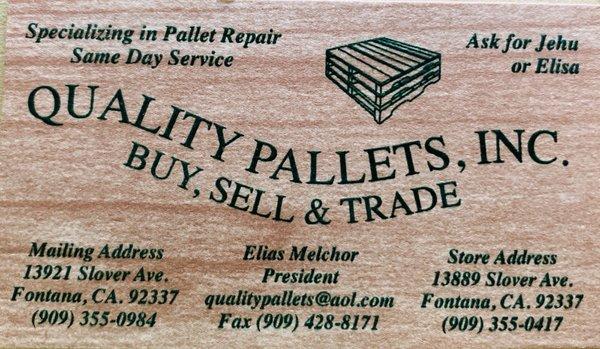 Specializing in Pallet Repair
Same Day Service
Ask for Jehu
or Elisa
QUALITY PALLETS, INC.
BUY, SELL & TRADE
Mailing Address
13921 Slover Ave.
Fontana, CA. 92337
(909) 355-0984
Elias Melchor
President
qualitypallets@aol.com
Fax (909) 428-8171
Store Address
13889 Slover Ave.
Fontana, CA. 92337
(909) 355-0417